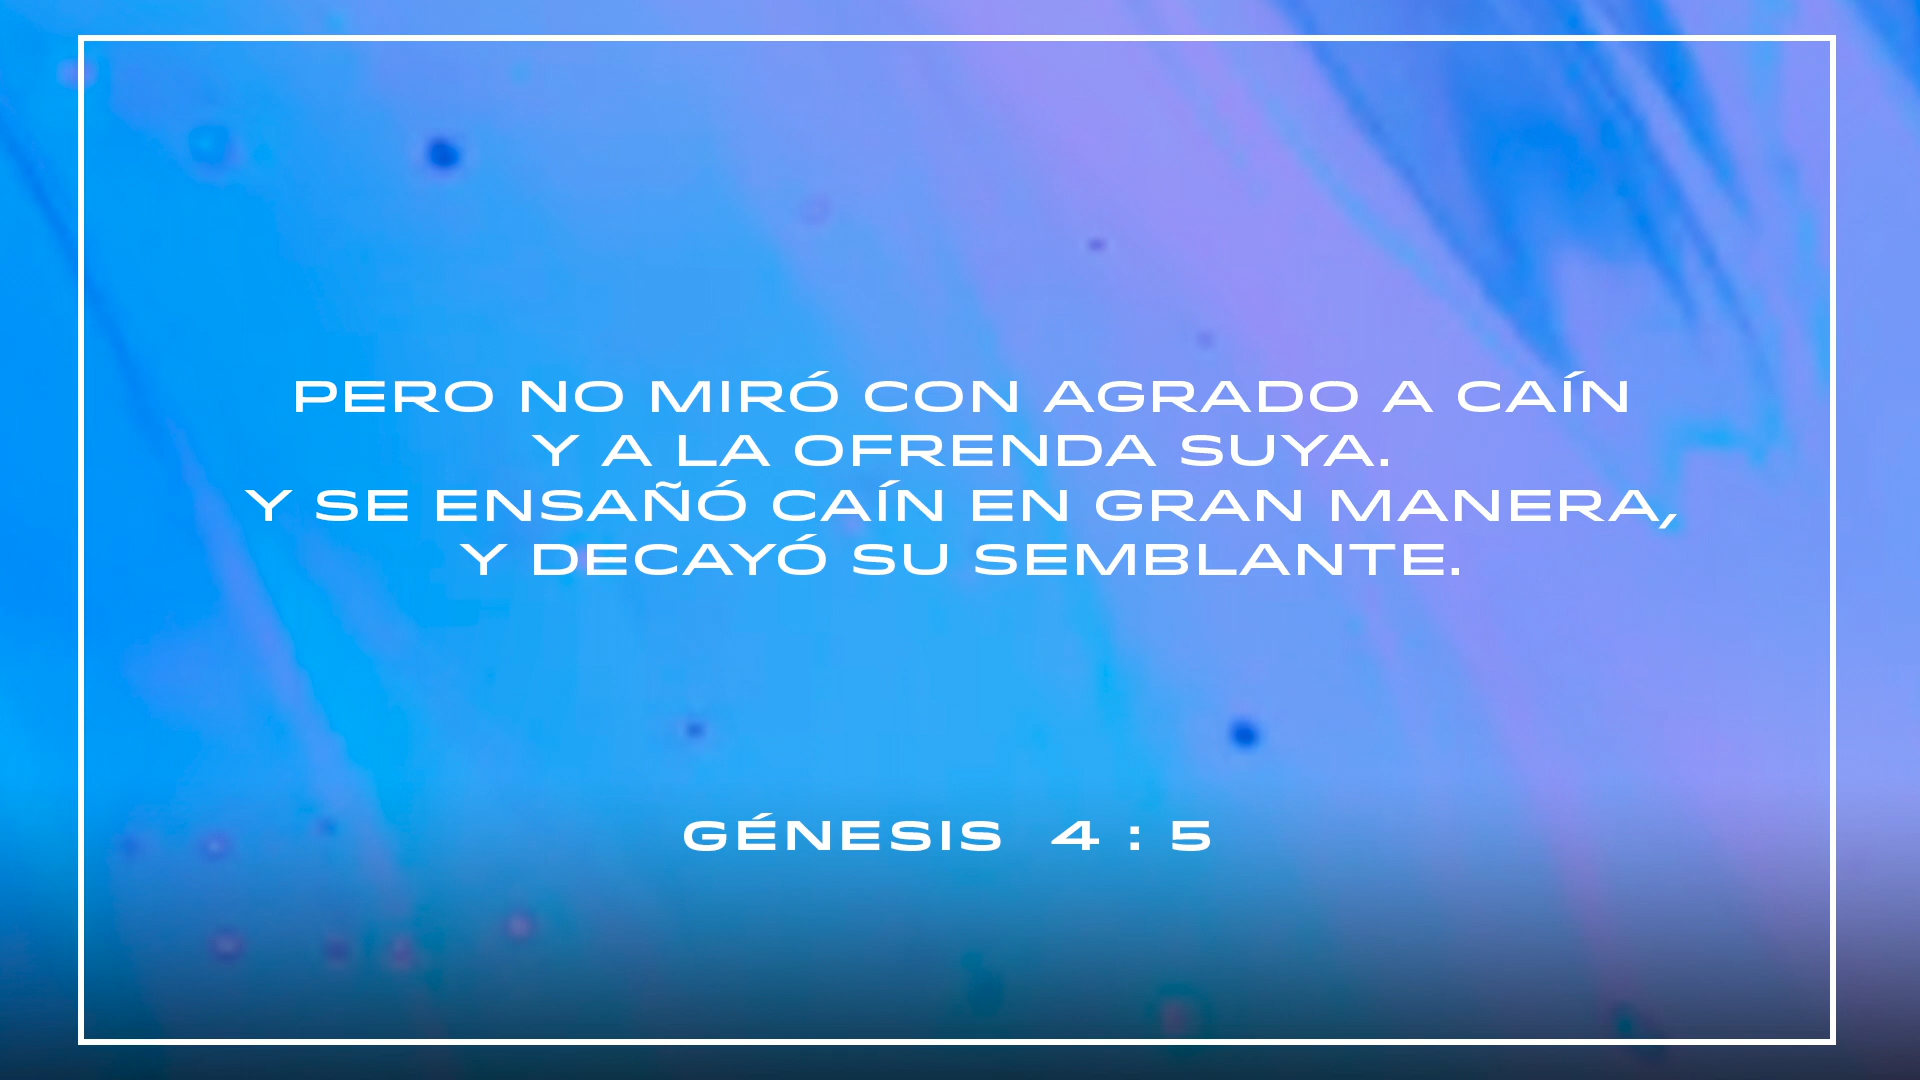 PERO NO MIRÓ CON AGRADO A CAÍN
Y A LA OFRENDA SUYA.
Y SE ENSAÑÓ CAÍN EN GRAN MANERA,
Y DECAYÓ SU SEMBLANTE.
GÉNESIS 4 : 5